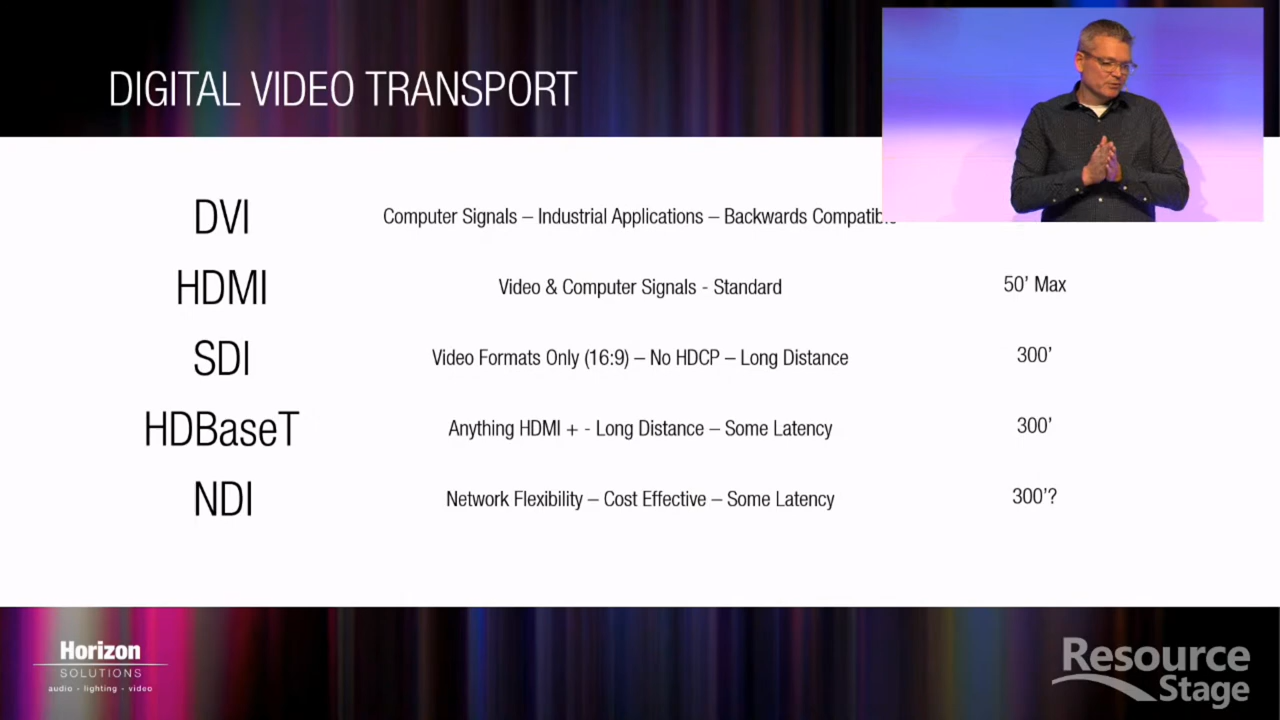 DIGITAL VIDEO TRANSPORT
DVI Computer Signals – Industrial Applications – Backwards
HDMI Video & Computer Signals - Standard 50’ Max
SDI Video Formats Only (16:9) – No HDCP – Long Distance 300’
HDBaseT Anything HDMI + - Long Distance – Some Latency 300’
NDI Network Flexibility – Cost Effective – Some Latency 300’?
Horizon
SOLUTIONS
audio · lighting · video
Resource
Stage